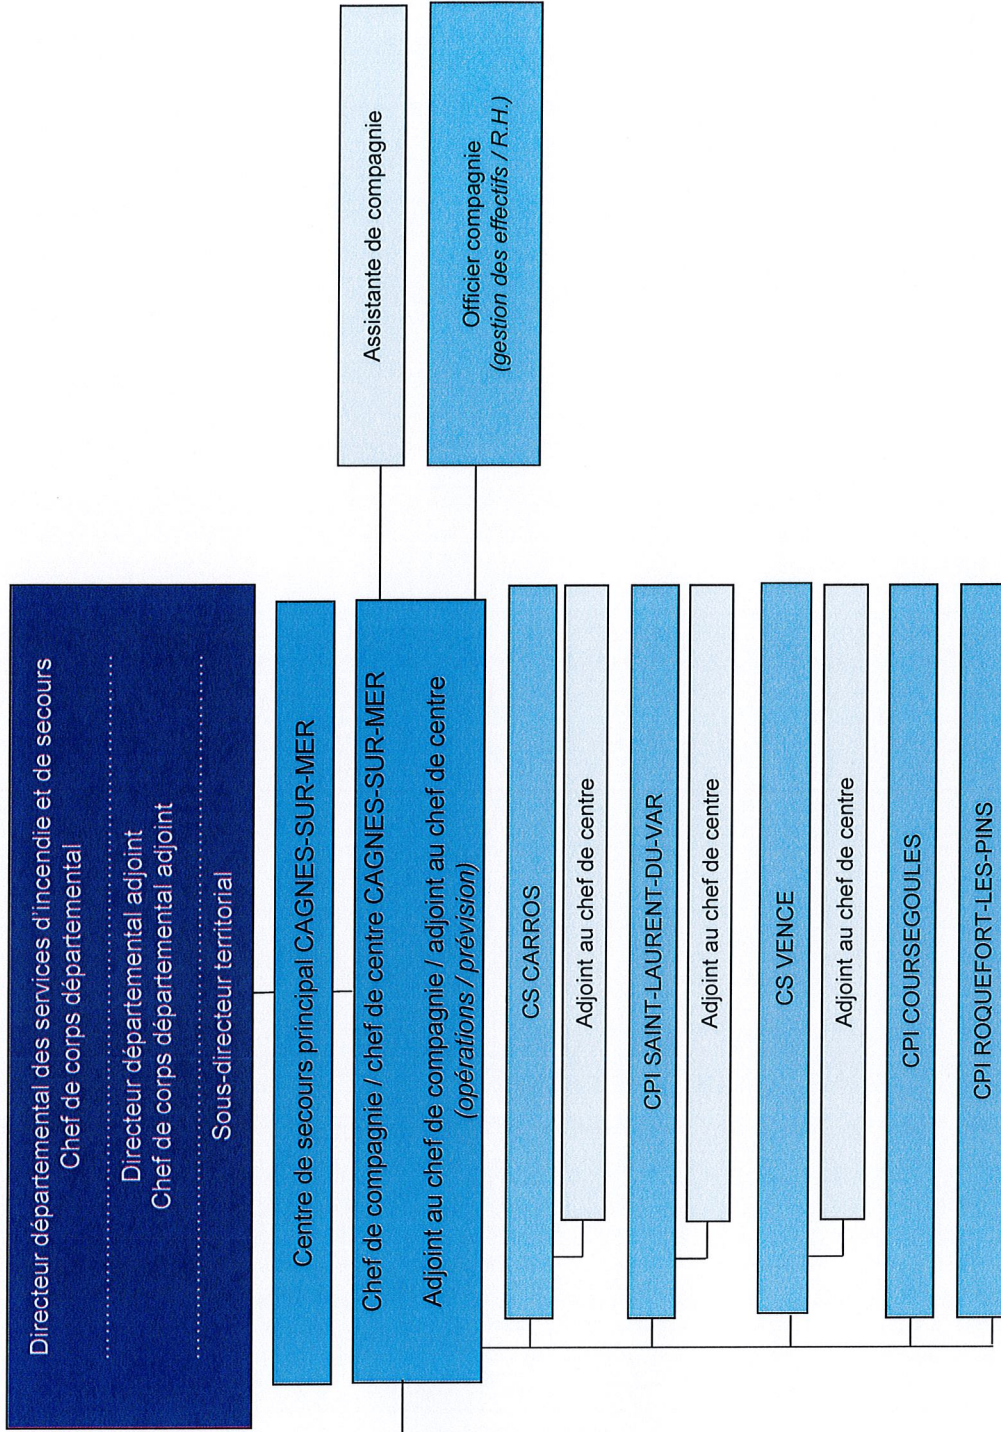 Directeur départemental des services d'incendie et de secours
Chef de corps départemental
Directeur départemental adjoint
Chef de corps départemental adjoint
Sous-directeur territorial
Centre de secours principal CAGNES-SUR-MER
Chef de compagnie / chef de centre CAGNES-SUR-MER
Adjoint au chef de compagnie / adjoint au chef de centre
(opérations / prévision)
Assistante de compagnie
Officier compagnie
(gestion des effectifs / R.H.)
CS CARROS
Adjoint au chef de centre
CPI SAINT-LAURENT-DU-VAR
Adjoint au chef de centre
CS VENCE
Adjoint au chef de centre
CPI COURSEGOULES
CPI ROQUEFORT-LES-PINS